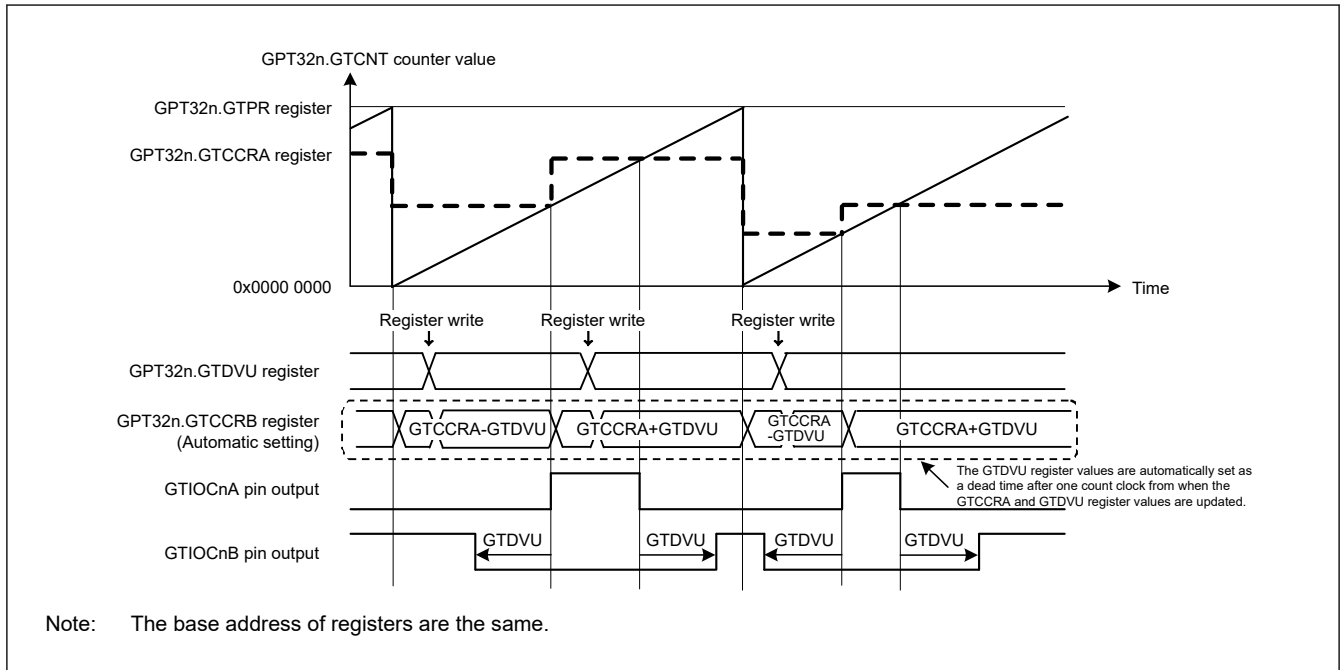 GPT32n.GTCNT counter value
GPT32n.GTPR register
GPT32n.GTCCRA register
0x0000 0000
Time
Register write
Register write
Register write
GPT32n.GTDVU register
GPT32n.GTCCRB register
(Automatic setting)
GTCCRA-GTDVU
GTCCRA+GTDVU
GTCCRA
-GTDVU
GTCCRA+GTDVU
The GTDVU register values are automatically set as
a dead time after one count clock from when the
GTCCRA and GTDVU register values are updated.
GTIOCnA pin output
GTIOCnB pin output
GTDVU
GTDVU
GTDVU
GTDVU
Note: The base address of registers are the same.